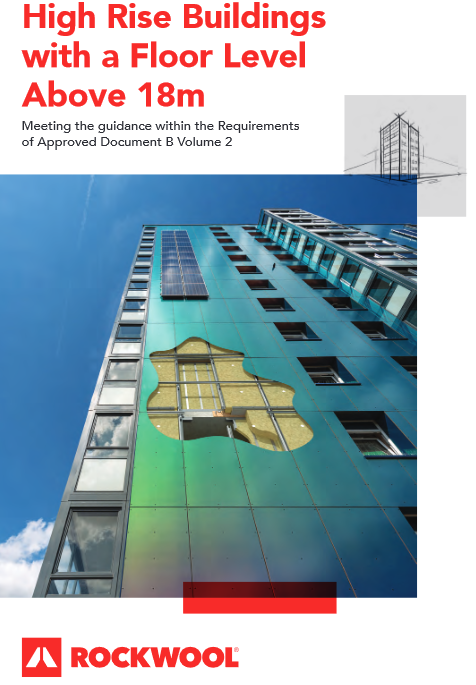 High Rise Buildings
with a Floor Level
Above 18m
Meeting the guidance within the Requirements
of Approved Document B Volume 2
ROCKWOOL®